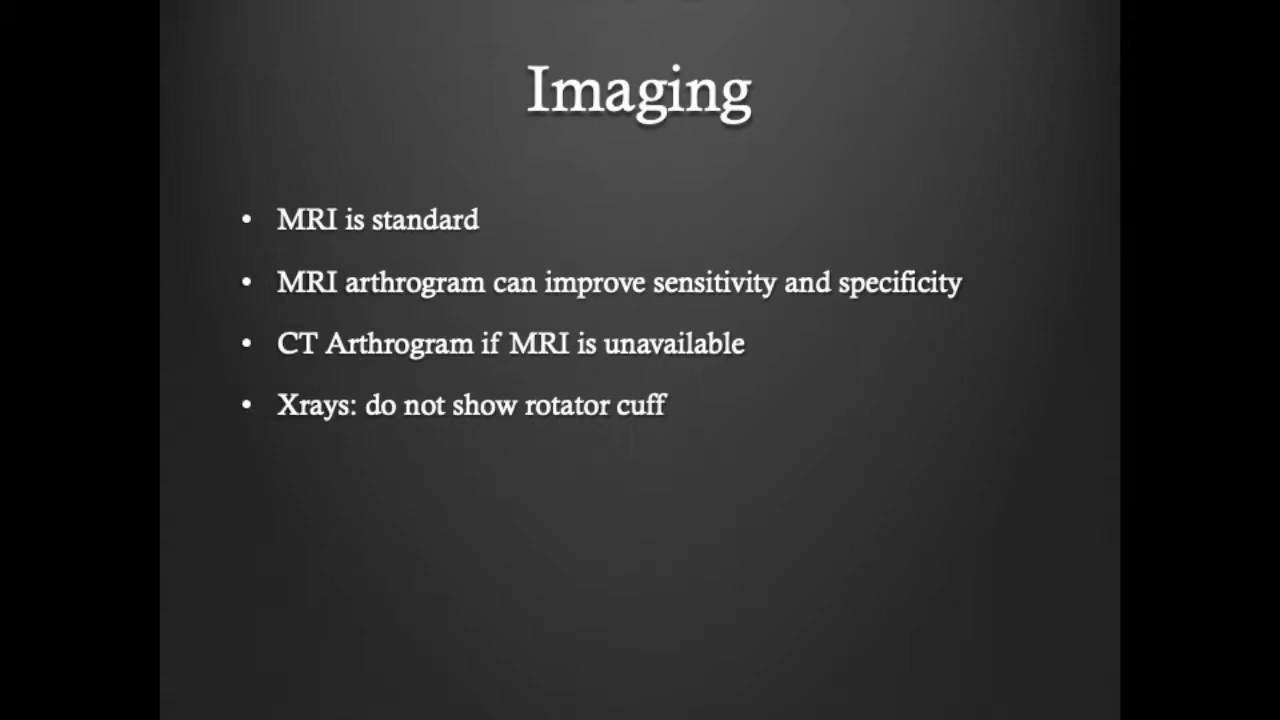 Imaging
• MRI is standard
• MRI arthrogram can improve sensitivity and specificity
• CT Arthrogram if MRI is unavailable
• Xrays: do not show rotator cuff